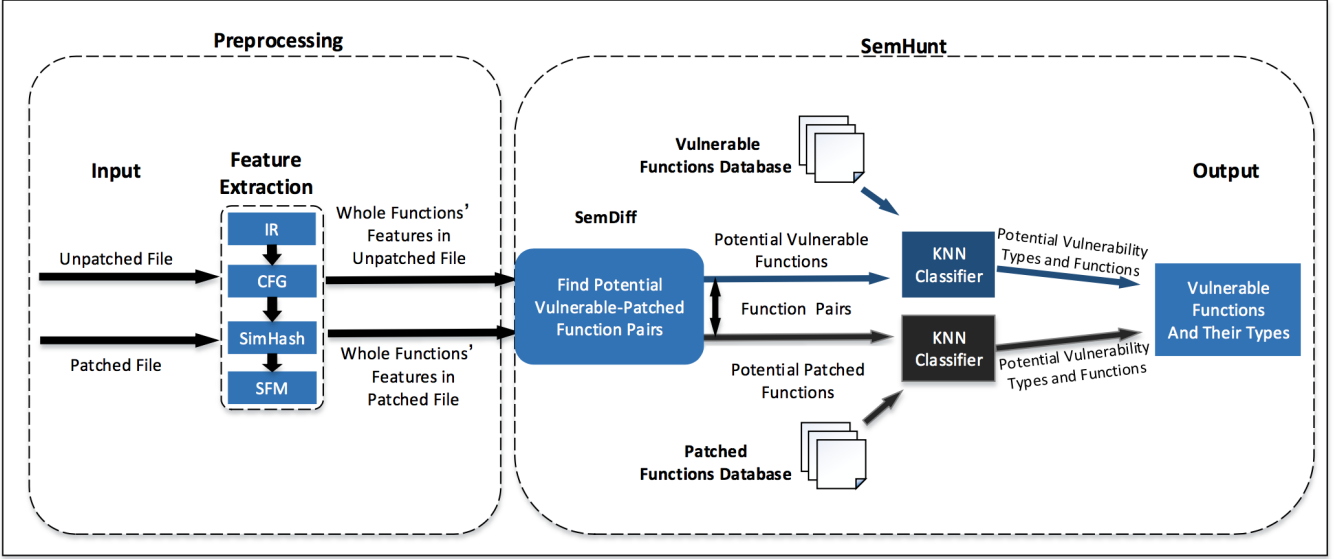 Preprocessing
SemHunt
Input
Feature
Extraction
IR
CFG
SimHash
SFM
Unpatched File
Patched File
Whole Functions’
Features in
Unpatched File
Whole Functions’
Features in
Patched File
SemDiff
Find Potential
Vulnerable-Patched
Function Pairs
Vulnerable
Functions Database
Potential Vulnerable
Functions
Function Pairs
Potential Patched
Functions
Patched
Functions Database
KNN
Classifier
KNN
Classifier
Potential Vulnerability
Types and Functions
Potential Vulnerability
Types and Functions
Output
Vulnerable
Functions
And Their Types